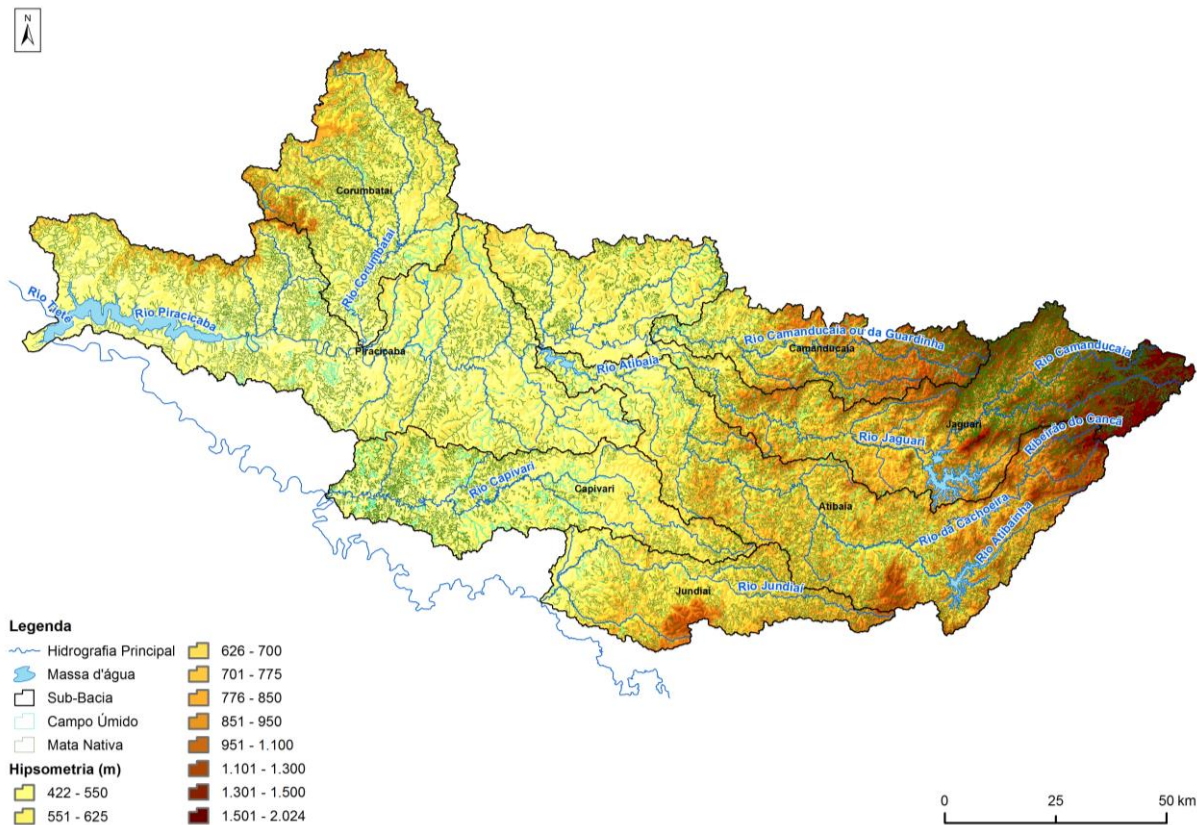 N
Corumbataí
Rio Corumbataí
Rio Tietê
Rio Piracicaba
Piracicaba
Rio Atibaia
Rio Camanducaia ou da Guardinha
Camanducaia
Rio Camanducaia
Jaguari
Rio Jaguari
Ribeirão do Cancã
Rio Capivari
Capivari
Atibaia
Rio da Cachoeira
Rio Atibainha
Jundiaí
Rio Jundiaí
Legenda
Hidrografia Principal
Massa d'água
Sub-Bacia
Campo Úmido
Mata Nativa
Hipsometria (m)
422 - 550
551 - 625
626 - 700
701 - 775
776 - 850
851 - 950
951 - 1.100
1.101 - 1.300
1.301 - 1.500
1.501 - 2.024
0 25 50 km